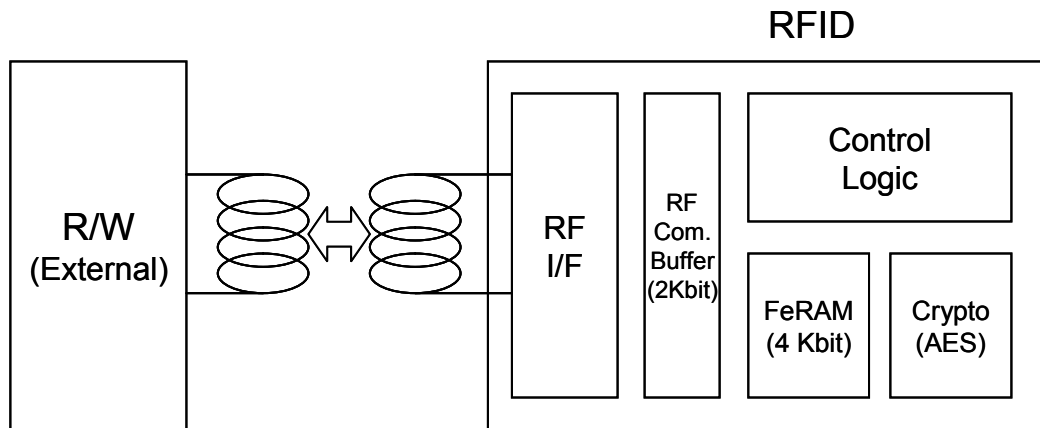 RFID
R/W
(External)
RF
I/F
RF
Com.
Buffer
(2Kbit)
Control
Logic
FeRAM
(4 Kbit)
Crypto
(AES)